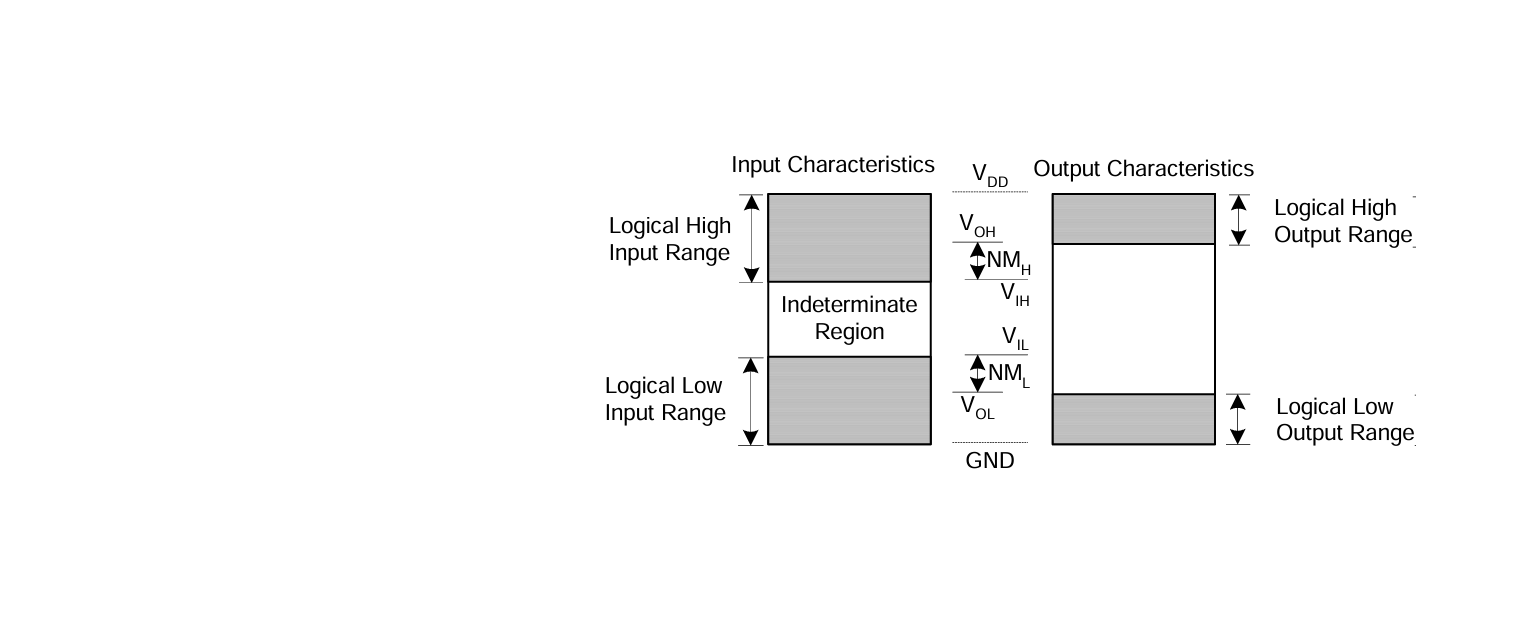 Input Characteristics
V_DD
Output Characteristics
Logical High
Input Range
V_OH
NM_H
V_IH
Logical High
Output Range
Indeterminate
Region
V_IL
NM_L
V_OL
Logical Low
Input Range
Logical Low
Output Range
GND